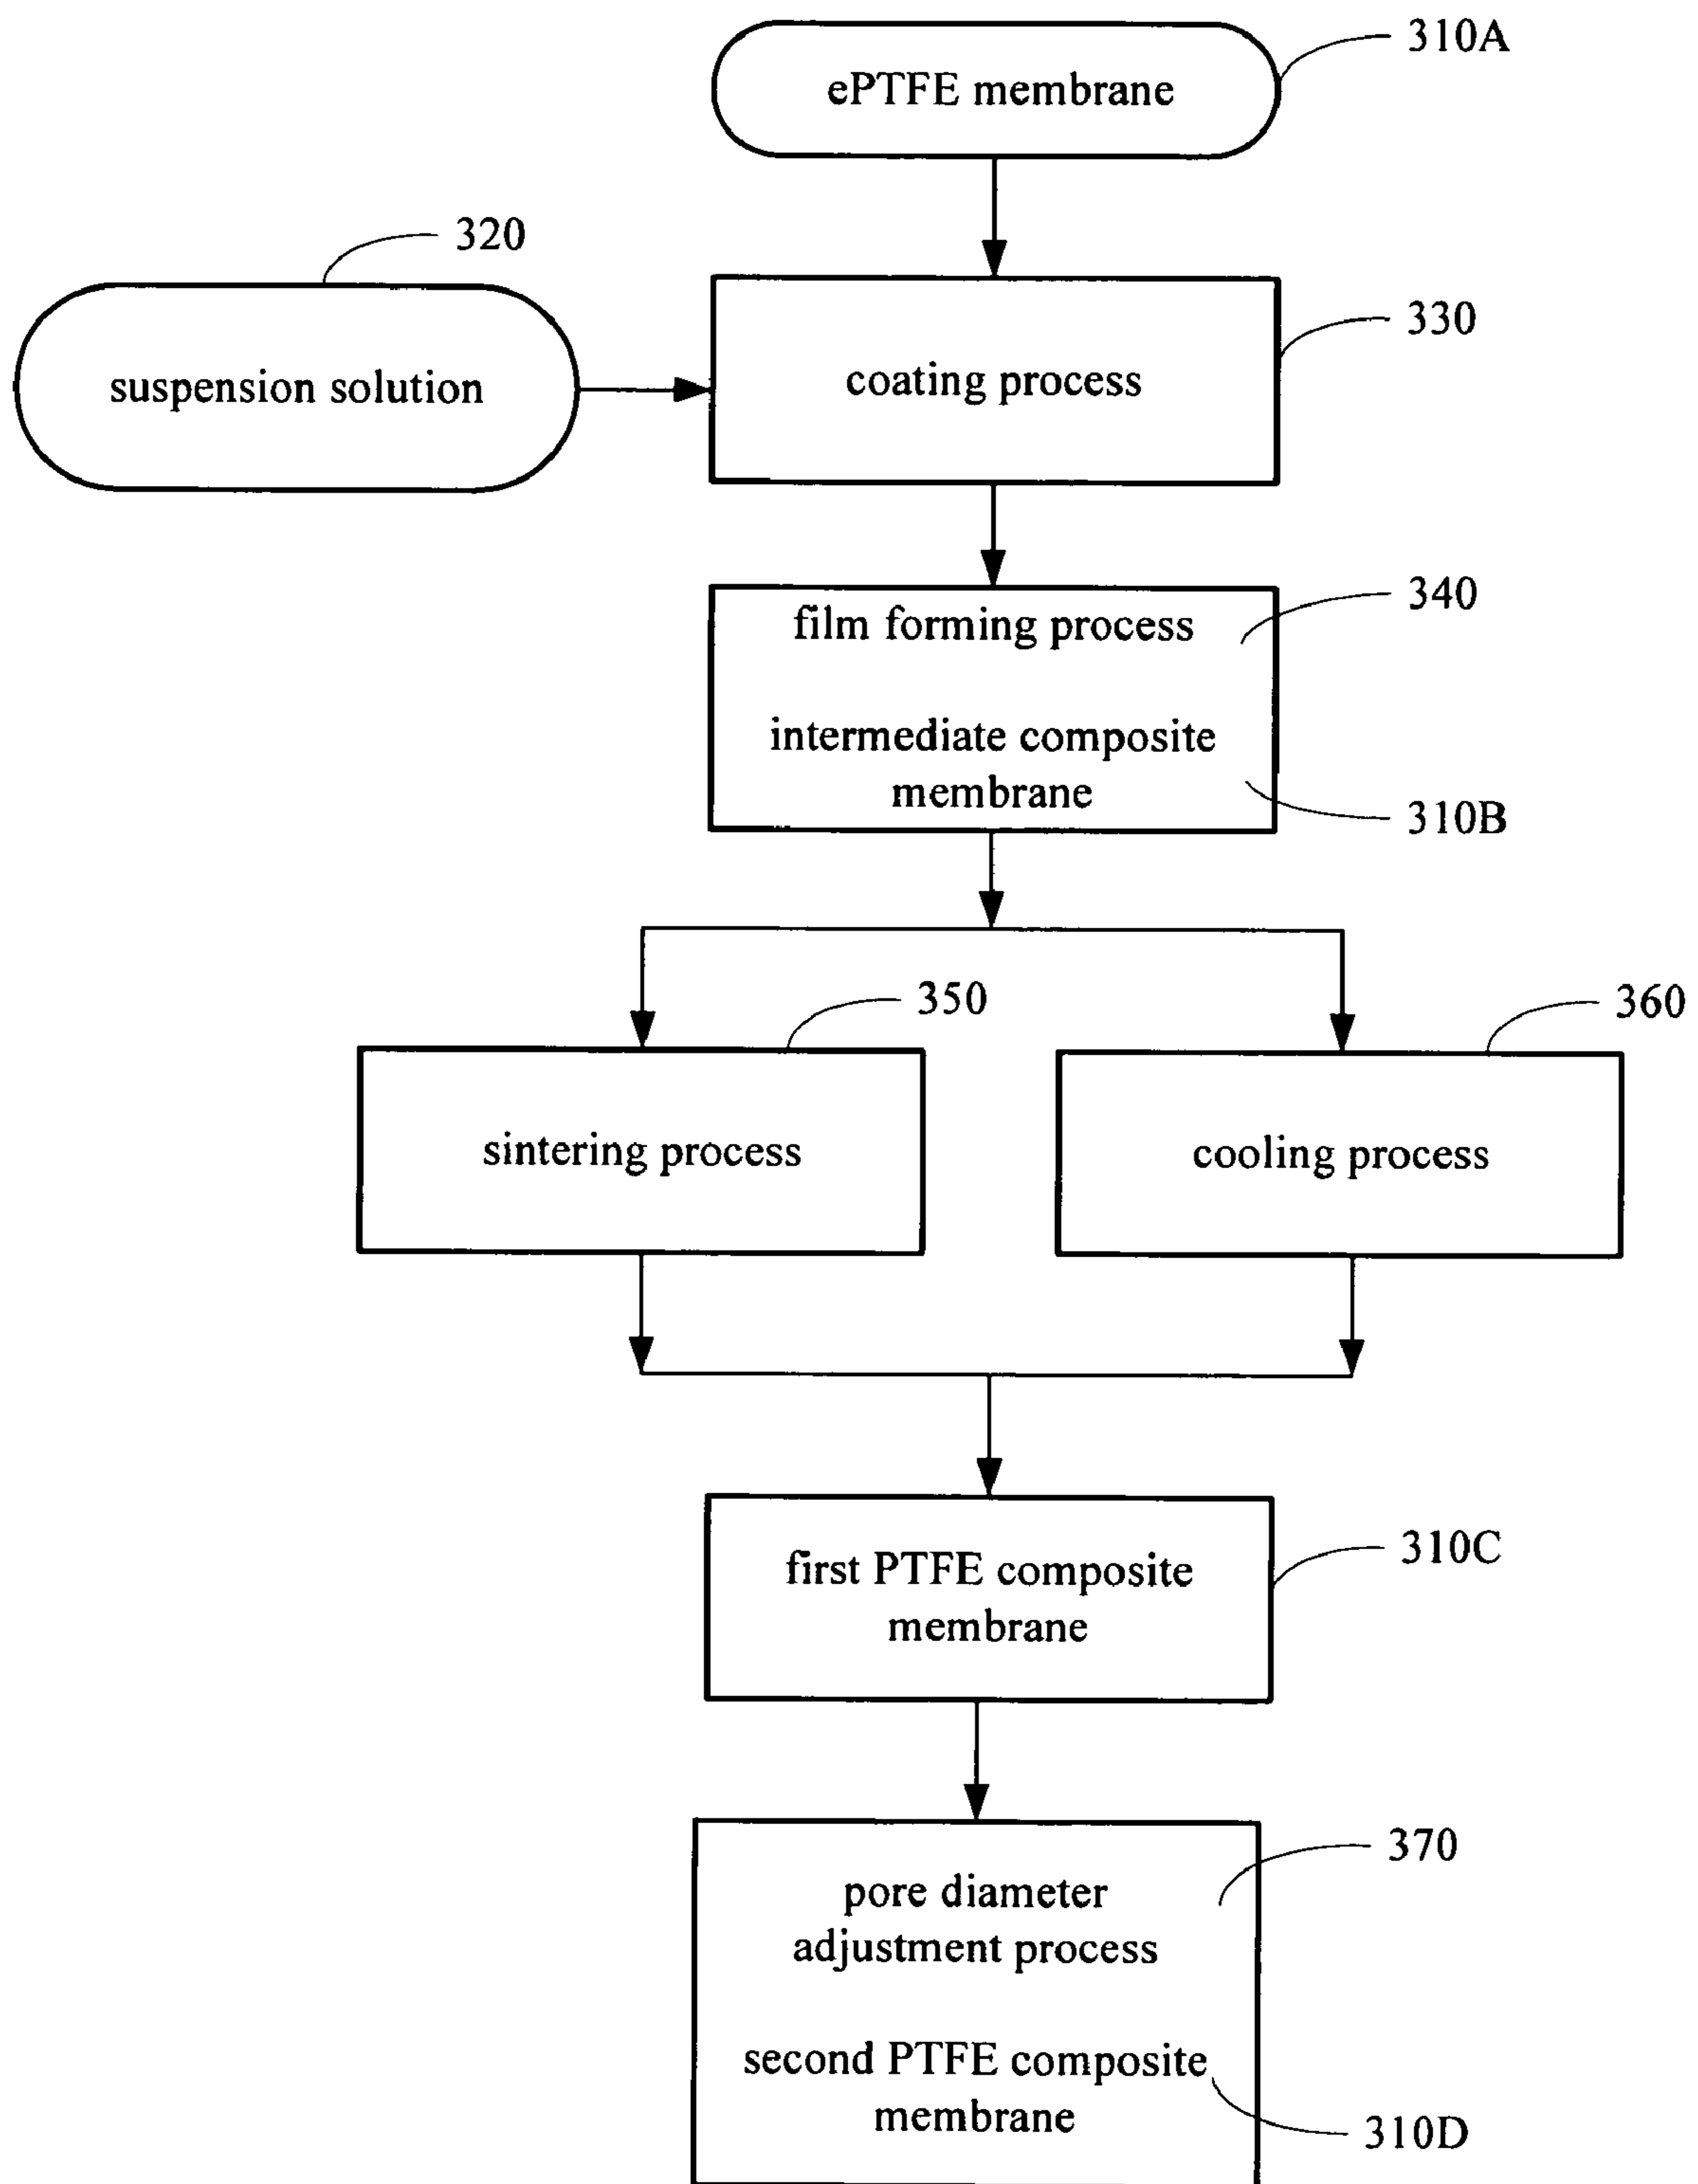 310A
ePTFE membrane
320
330
suspension solution
coating process
340
film forming process
intermediate composite
membrane
310B
350
360
sintering process
cooling process
310C
first PTFE composite
membrane
370
pore diameter
adjustment process
second PTFE composite
membrane
310D